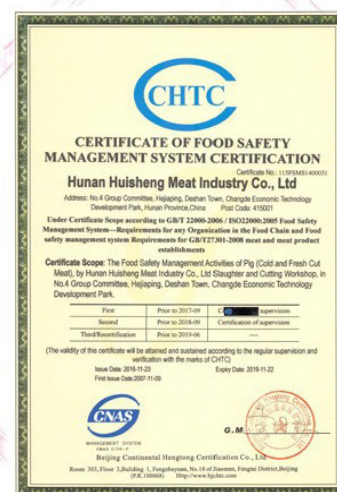 CHTC
CERTIFICATE OF FOOD SAFETY
MANAGEMENT SYSTEM CERTIFICATION
Certificate No.: 115FSMS1400031
Hunan Huisheng Meat Industry Co., Ltd
Address: No.4 Group Committee, Hejiaping, Deshan Town, Changde Economic Technology
Development Park, Hunan Province,China Post Code: 415001
Under Certificate Scope according to GB/T 22000-2006 / ISO22000:2005 Food Safety
Management System—Requirements for any Organization in the Food Chain and Food
safety management system Requirements for GB/T27301-2008 meat and meat product
establishments
Certificate Scope: The Food Safety Management Activities of Pig (Cold and Fresh Cut
Meat), by Hunan Huisheng Meat Industry Co., Ltd Slaughter and Cutting Workshop, in
No.4 Group Committee, Hejiaping, Deshan Town, Changde Economic Technology
Development Park.
First Prior to 2017-09 supervision
Second Prior to 2018-09 Certification of supervision
Third/Recertification Prior to 2019-06 ----
(The validity of this certificate will be attained and sustained according to the regular supervision and
verification with the marks of CHTC)
Issue Date: 2016-11-23 Expiry Date: 2019-11-22
First Issue Date:2007-11-09
CNAS
MANAGEMENT SYSTEM
G.M
Beijing Continental Hengtong Certification Co., Ltd
Room 303,Floor 3,Building 1, Fangzhuyuan, No.18 of Jiaomen, Fengtai District,Beijing
(P.R.100068) Http://www.bjchtc.com